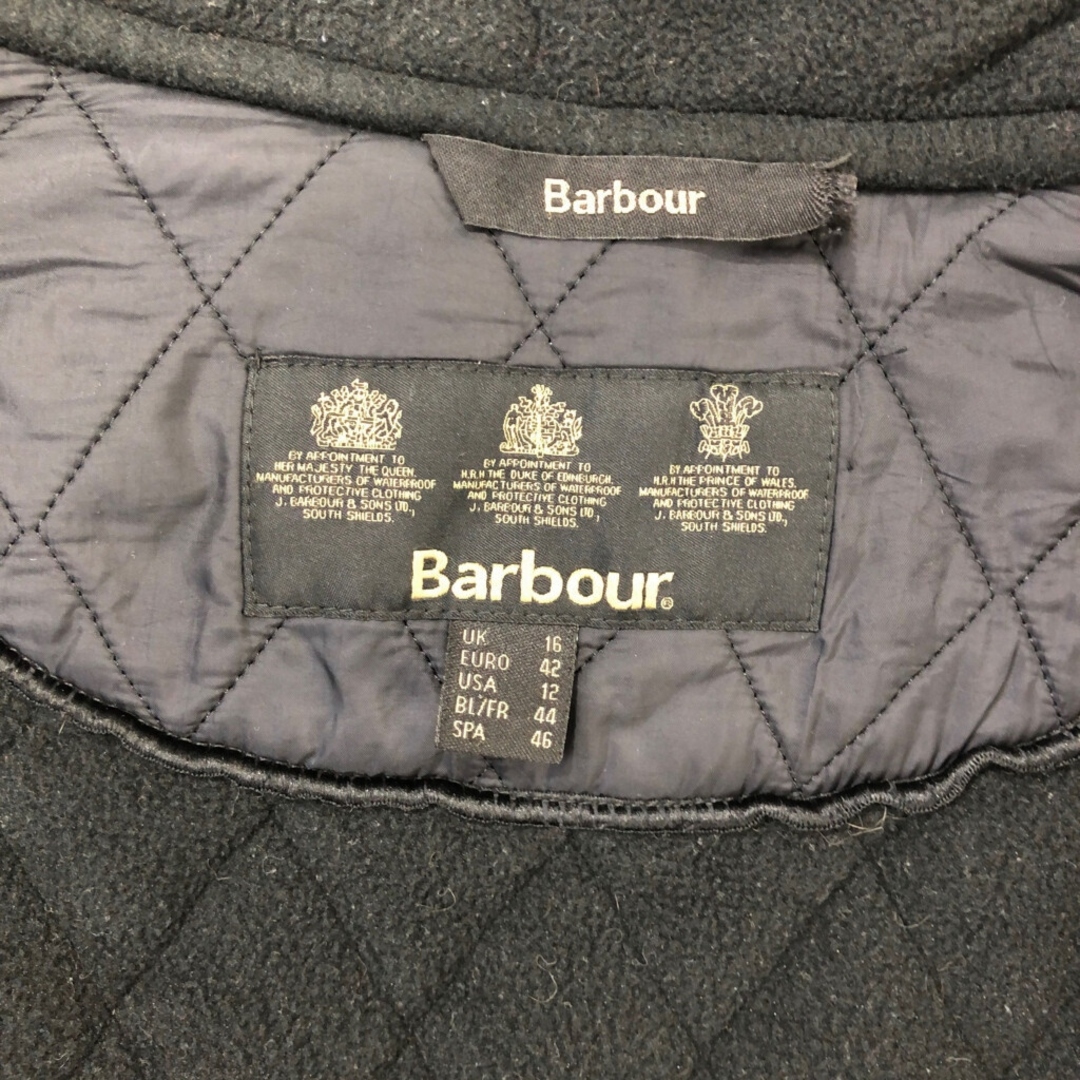 Barbour
BY APPOINTMENT TO
HER MAJESTY THE QUEEN.
MANUFACTURERS OF WATERPROOF
AND PROTECTIVE CLOTHING
J. BARBOUR & SONS LTD.,
SOUTH SHIELDS.
BY APPOINTMENT TO
H.R.H THE DUKE OF EDINBURGH.
MANUFACTURERS OF WATERPROOF
AND PROTECTIVE CLOTHING
J. BARBOUR & SONS LTD.,
SOUTH SHIELDS.
BY APPOINTMENT TO
H.R.H THE PRINCE OF WALES.
MANUFACTURERS OF WATERPROOF
AND PROTECTIVE CLOTHING
J. BARBOUR & SONS LTD.,
SOUTH SHIELDS.
Barbour®
UK 16
EURO 42
USA 12
BL/FR 44
SPA 46